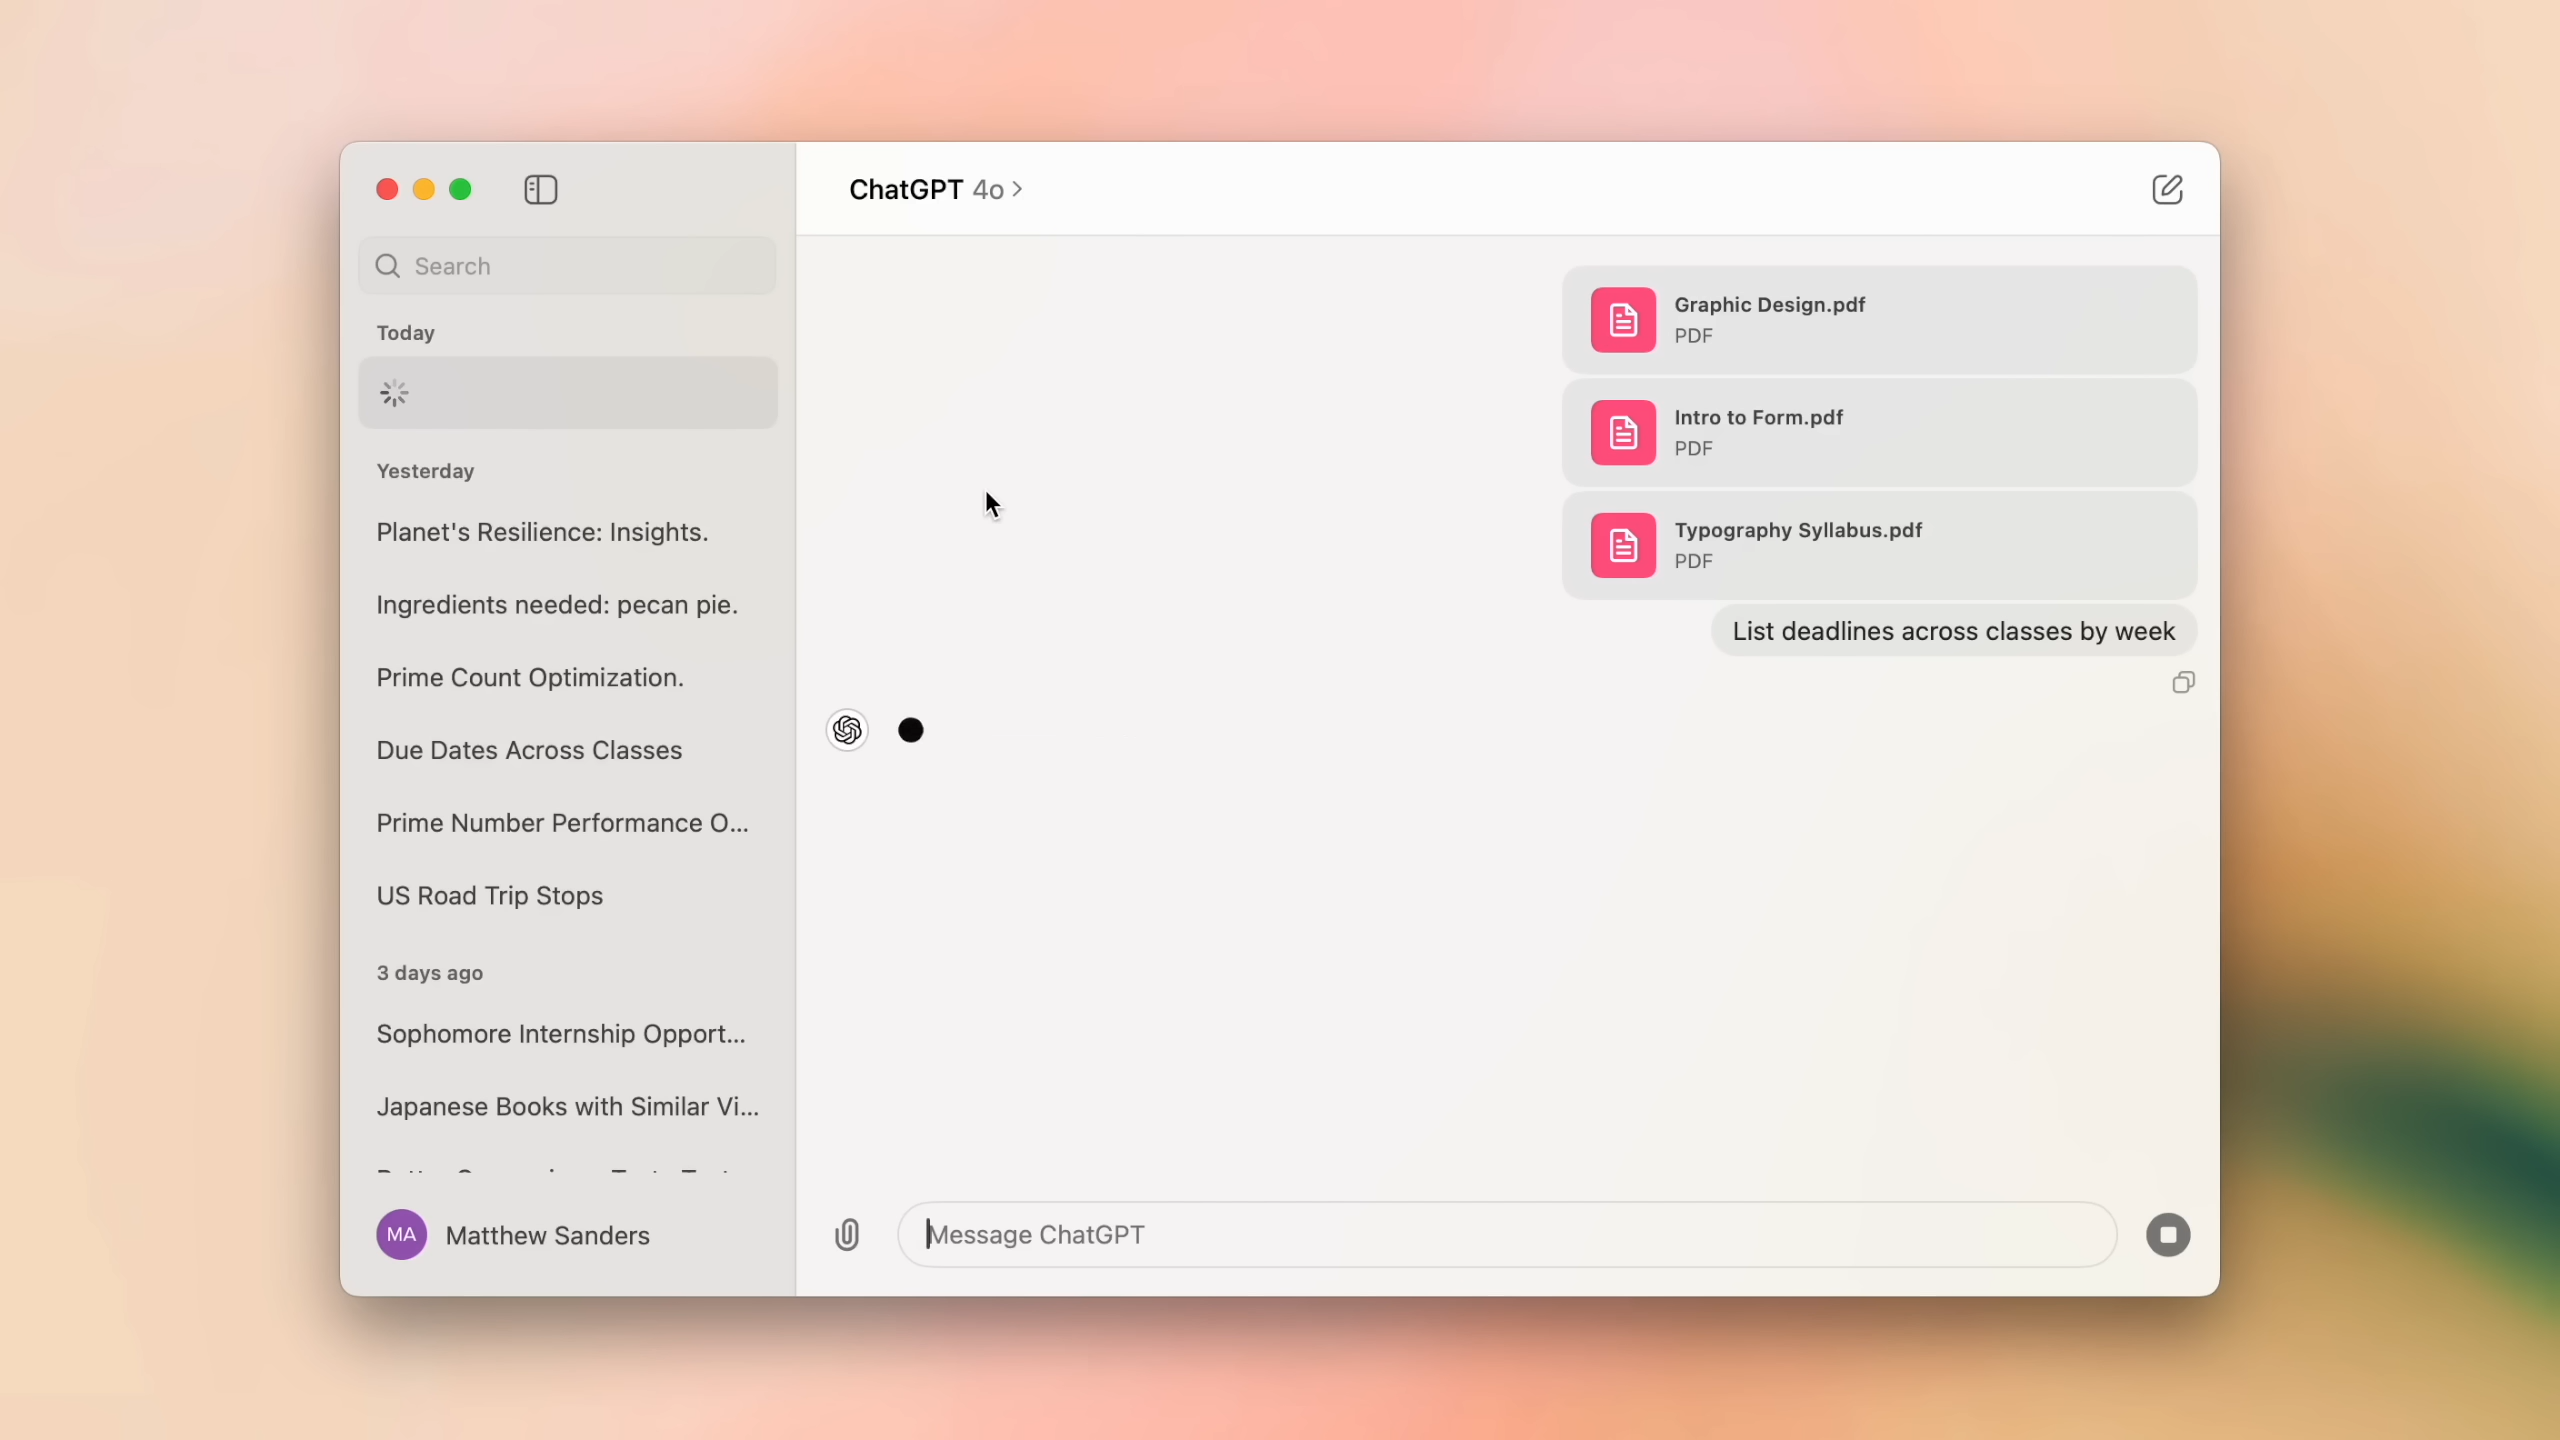 ChatGPT 4o
Search
Today
Yesterday
Planet's Resilience: Insights.
Ingredients needed: pecan pie.
Prime Count Optimization.
Due Dates Across Classes
Prime Number Performance O...
US Road Trip Stops
3 days ago
Sophomore Internship Opport...
Japanese Books with Similar Vi...
MA
Matthew Sanders
Graphic Design.pdf
PDF
Intro to Form.pdf
PDF
Typography Syllabus.pdf
PDF
List deadlines across classes by week
Message ChatGPT